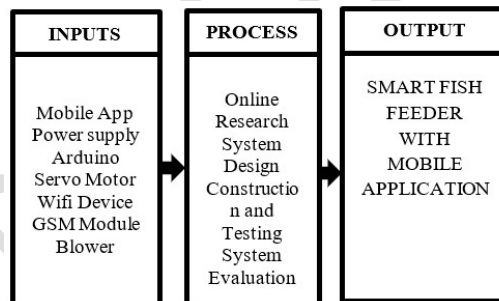 INPUTS
Mobile App
Power supply
Arduino
Servo Motor
Wifi Device
GSM Module
Blower
PROCESS
Online
Research
System
Design
Constructio
n and
Testing
System
Evaluation
OUTPUT
SMART FISH
FEEDER
WITH
MOBILE
APPLICATION